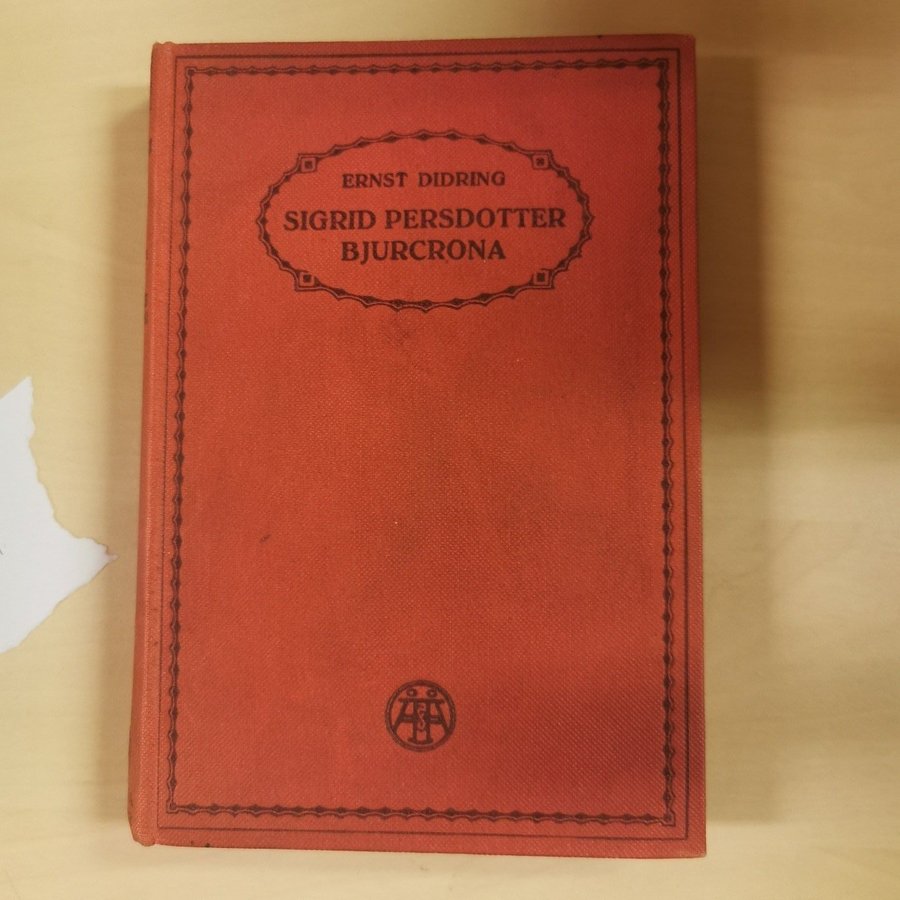 ERNST DIDRING
SIGRID PERSDOTTER
BJURCRONA